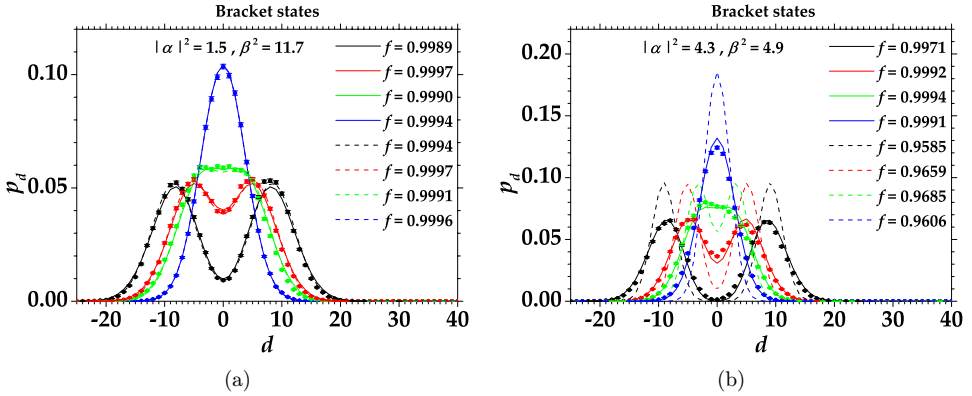 Bracket states
|α|² = 1.5 , β² = 11.7
f = 0.9989
f = 0.9997
f = 0.9990
f = 0.9994
f = 0.9994
f = 0.9997
f = 0.9991
f = 0.9996
0.10
0.05
0.00
p_d
-20 -10 0 10 20 30 40
d
(a)
Bracket states
|α|² = 4.3 , β² = 4.9
f = 0.9971
f = 0.9992
f = 0.9994
f = 0.9991
f = 0.9585
f = 0.9659
f = 0.9685
f = 0.9606
0.20
0.15
0.10
0.05
0.00
p_d
-20 -10 0 10 20 30 40
d
(b)